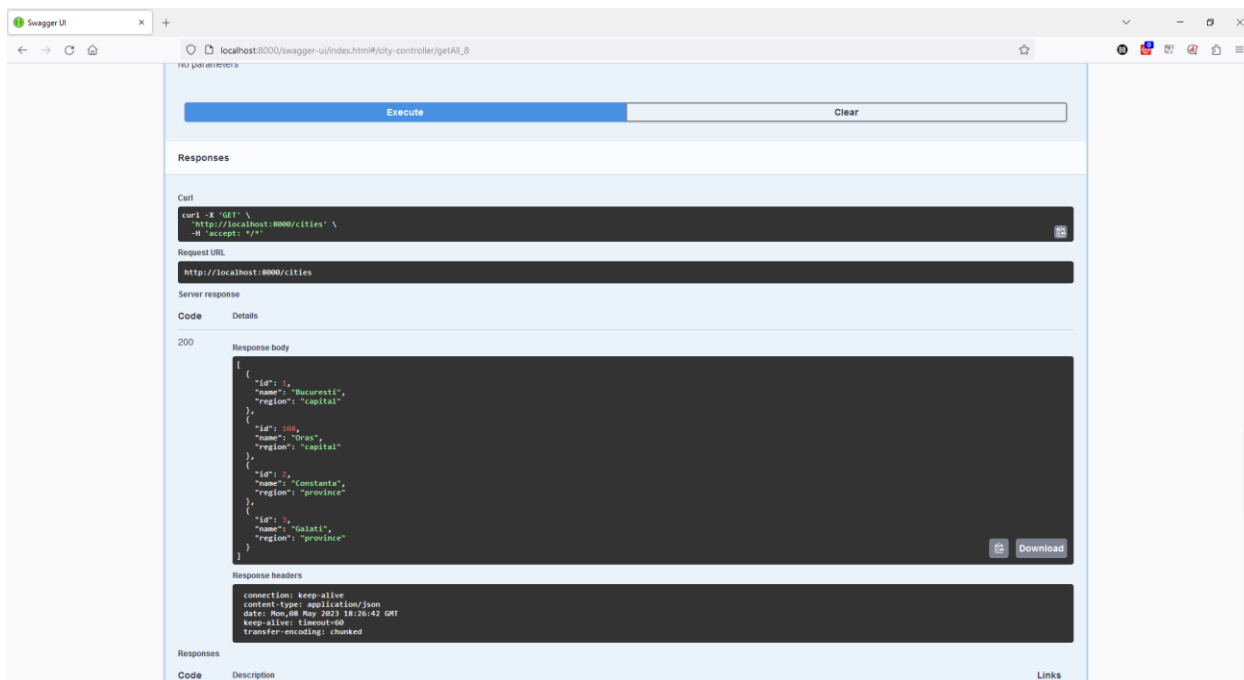 Swagger UI
localhost:8000/swagger-ui/index.html#/city-controller/getAll_8
No parameters
Execute
Clear
Responses
Curl
curl -X 'GET' \
'http://localhost:8000/cities' \
-H 'accept: */*'
Request URL
http://localhost:8000/cities
Server response
Code Details
200
Response body
[
{
"id": 1,
"name": "Bucuresti",
"region": "capital"
},
{
"id": 108,
"name": "Oras",
"region": "capital"
},
{
"id": 2,
"name": "Constanta",
"region": "province"
},
{
"id": 3,
"name": "Galati",
"region": "province"
}
]
Download
Response headers
connection: keep-alive
content-type: application/json
date: Mon,08 May 2023 18:26:42 GMT
keep-alive: timeout=60
transfer-encoding: chunked
Responses
Code Description Links